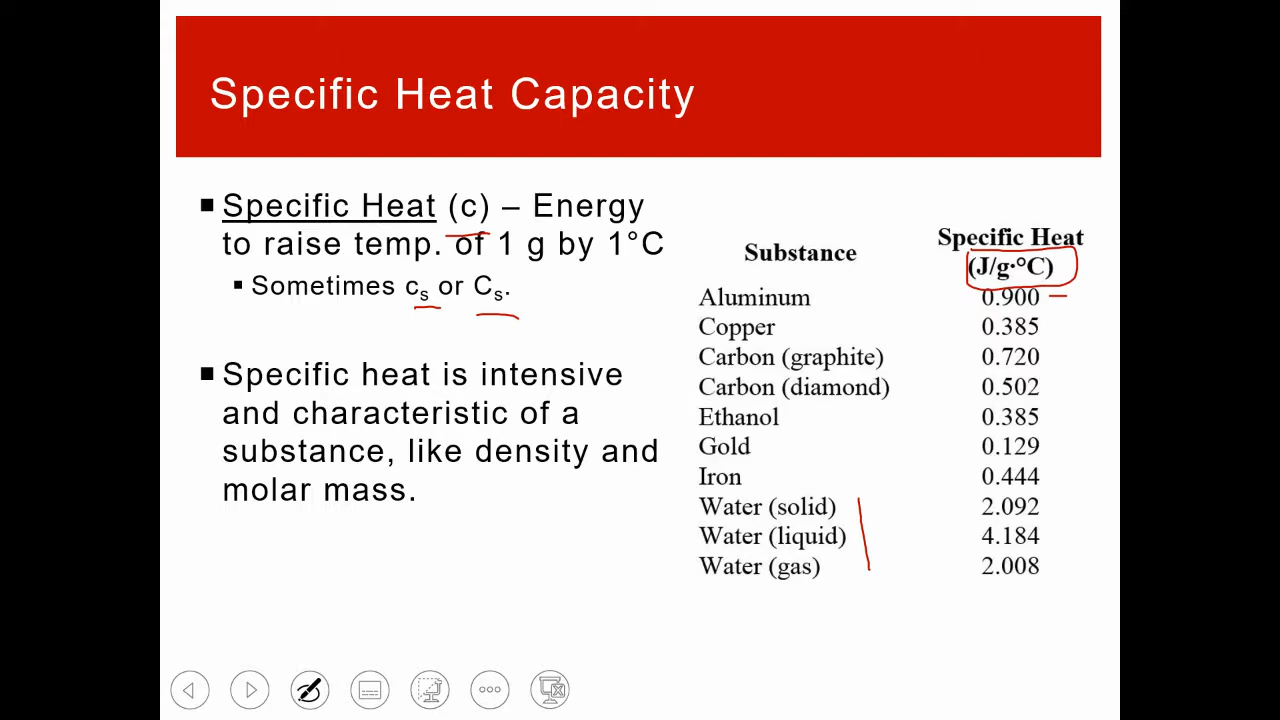 Specific Heat Capacity
▪ Specific Heat (c) – Energy
to raise temp. of 1 g by 1°C
▪ Sometimes cₛ or Cₛ.
▪ Specific heat is intensive
and characteristic of a
substance, like density and
molar mass.
Substance Specific Heat (J/g·°C)
Aluminum 0.900
Copper 0.385
Carbon (graphite) 0.720
Carbon (diamond) 0.502
Ethanol 0.385
Gold 0.129
Iron 0.444
Water (solid) 2.092
Water (liquid) 4.184
Water (gas) 2.008